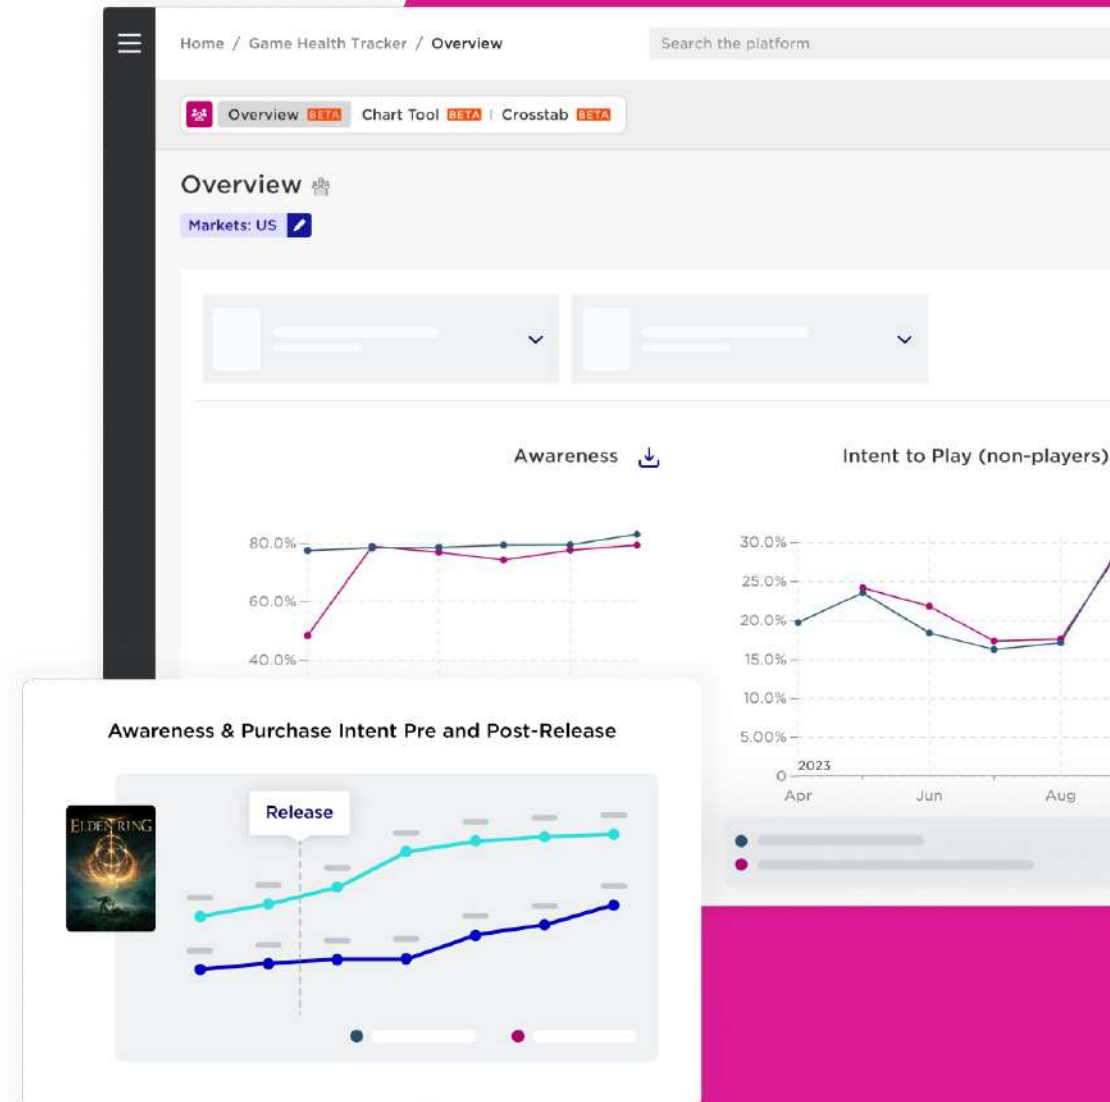 Home / Game Health Tracker / Overview
Search the platform
Overview BETA Chart Tool BETA | Crosstab BETA
Overview
Markets: US
Awareness
Intent to Play (non-players)
80.0%
60.0%
40.0%
30.0%
25.0%
20.0%
15.0%
10.0%
5.00%
0
2023
Apr Jun Aug
Awareness & Purchase Intent Pre and Post-Release
Release
ELDEN RING